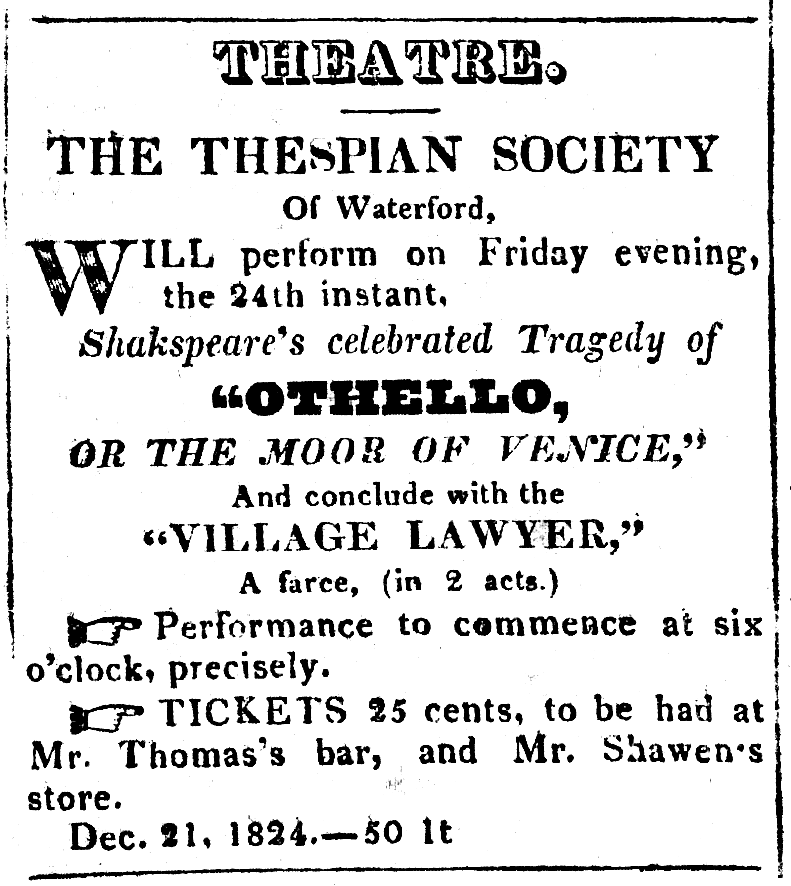 THEATRE.
THE THESPIAN SOCIETY
Of Waterford,
WILL perform on Friday evening,
the 24th instant,
Shakspeare's celebrated Tragedy of
"OTHELLO,
OR THE MOOR OF VENICE,"
And conclude with the
"VILLAGE LAWYER,"
A farce, (in 2 acts.)
☞ Performance to commence at six
o'clock, precisely.
☞ TICKETS 25 cents, to be had at
Mr. Thomas's bar, and Mr. Shawen's
store.
Dec. 21, 1824.—50 1t